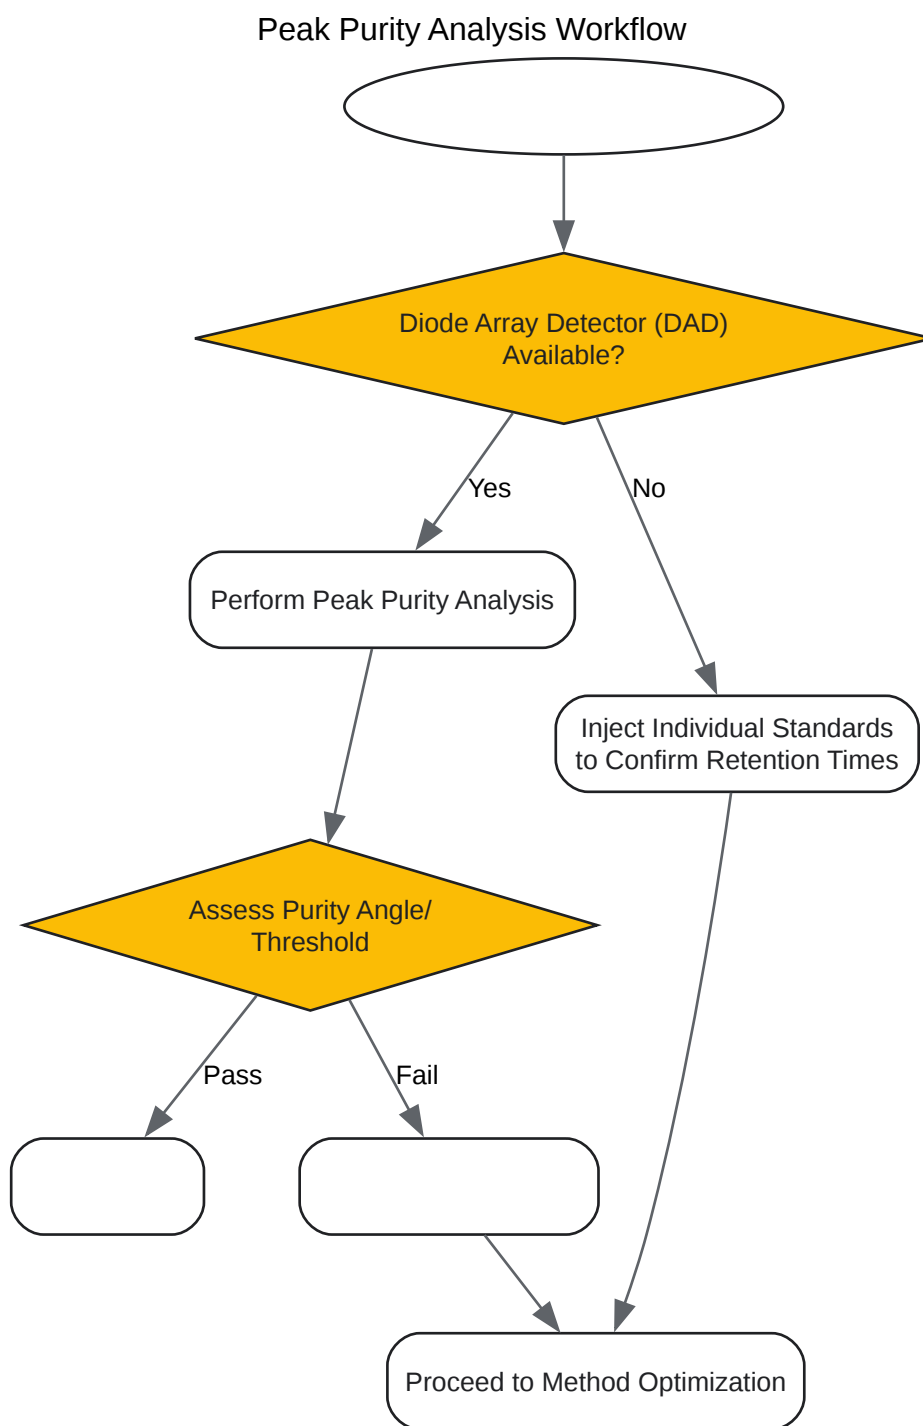 Peak Purity Analysis Workflow
Diode Array Detector (DAD)
Available?
Yes
No
Perform Peak Purity Analysis
Inject Individual Standards
to Confirm Retention Times
Assess Purity Angle/
Threshold
Pass
Fail
Proceed to Method Optimization